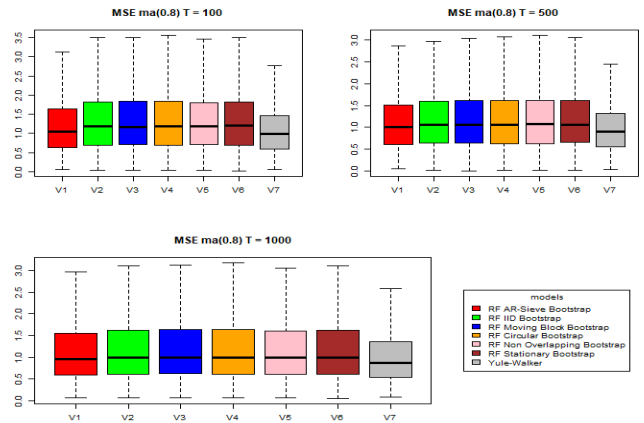 MSE ma(0.8) T = 100
3.5
3.0
2.5
2.0
1.5
1.0
0.5
0.0
V1 V2 V3 V4 V5 V6 V7
MSE ma(0.8) T = 500
3.0
2.5
2.0
1.5
1.0
0.5
0.0
V1 V2 V3 V4 V5 V6 V7
MSE ma(0.8) T = 1000
3.0
2.5
2.0
1.5
1.0
0.5
0.0
V1 V2 V3 V4 V5 V6 V7
models
RF AR-Sieve Bootstrap
RF IID Bootstrap
RF Moving Block Bootstrap
RF Circular Bootstrap
RF Non Overlapping Bootstrap
RF Stationary Bootstrap
Yule-Walker